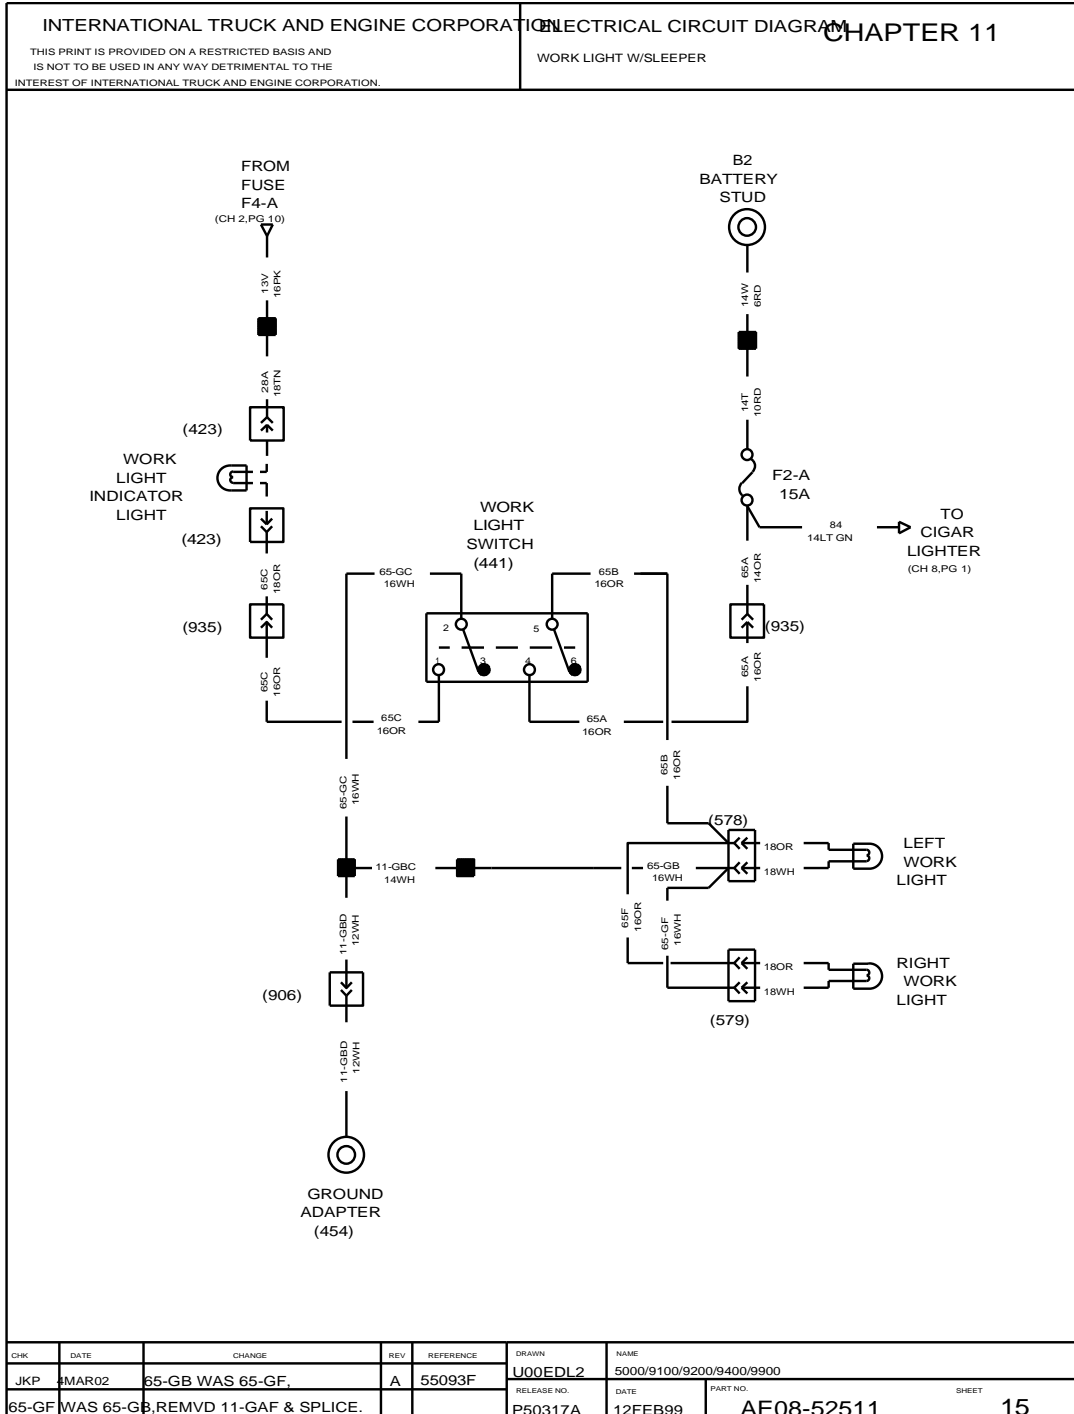 INTERNATIONAL TRUCK AND ENGINE CORPORATION
THIS PRINT IS PROVIDED ON A RESTRICTED BASIS AND
IS NOT TO BE USED IN ANY WAY DETRIMENTAL TO THE
INTEREST OF INTERNATIONAL TRUCK AND ENGINE CORPORATION.
ELECTRICAL CIRCUIT DIAGRAM
WORK LIGHT W/SLEEPER
CHAPTER 11
FROM
FUSE
F4-A
(CH 2,PG 10)
13V
16PK
28A
18TN
(423)
WORK
LIGHT
INDICATOR
LIGHT
(423)
65C
18OR
(935)
65C
16OR
B2
BATTERY
STUD
14W
6RD
14T
10RD
F2-A
15A
84
14LT GN
TO
CIGAR
LIGHTER
(CH 8,PG 1)
65A
14OR
(935)
65A
16OR
WORK
LIGHT
SWITCH
(441)
65-GC
16WH
65B
16OR
2
5
1
3
4
6
65C
16OR
65A
16OR
65-GC
16WH
65B
16OR
11-GBC
14WH
65-GB
16WH
(578)
18OR
18WH
LEFT
WORK
LIGHT
65F
16OR
65-GF
16WH
18OR
18WH
RIGHT
WORK
LIGHT
(579)
11-GBD
12WH
(906)
11-GBD
12WH
GROUND
ADAPTER
(454)
CHK DATE CHANGE REV REFERENCE
JKP 4MAR02 65-GB WAS 65-GF, A 55093F
65-GF WAS 65-GB,REMVD 11-GAF & SPLICE.
DRAWN
U00EDL2
NAME
5000/9100/9200/9400/9900
RELEASE NO.
P50317A
DATE
12FEB99
PART NO.
AE08-52511
SHEET
15